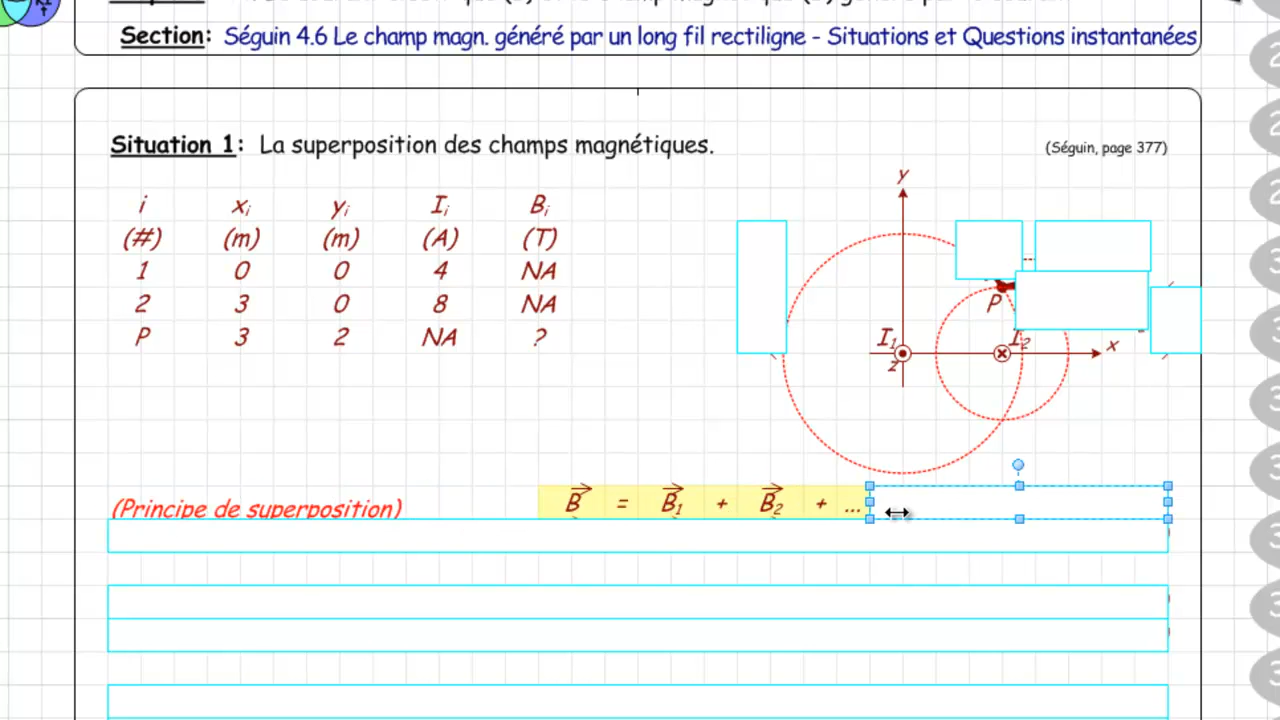 Section: Séguin 4.6 Le champ magn. généré par un long fil rectiligne - Situations et Questions instantanées
Situation 1: La superposition des champs magnétiques. (Séguin, page 377)
i xᵢ yᵢ Iᵢ Bᵢ
(#) (m) (m) (A) (T)
1 0 0 4 NA
2 3 0 8 NA
P 3 2 NA ?
y
P
I₁ I₂ x
z
(Principe de superposition) B⃗ = B⃗₁ + B⃗₂ + ...